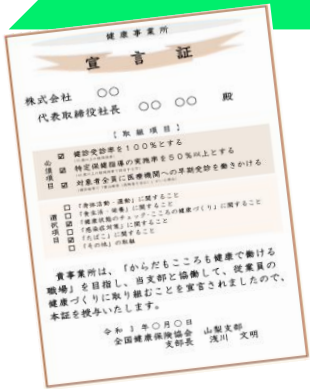 健康事業所
宣言証
株式会社 ○○
代表取締役社長 ○○ ○○ 殿
【取組項目】
必須項目
☑ 健診受診率を100%とする
☑ 特定保健指導の実施率を50%以上とする
☑ 対象者全員に医療機関への早期受診を働きかける
選択項目
□ 「身体活動・運動」に関すること
□ 「食生活・栄養」に関すること
☑ 「健康状態のチェック・こころの健康づくり」に関すること
□ 「感染症対策」に関すること
□ 「たばこ」に関すること
□ 「その他」の取組
貴事業所は、「からだもこころも健康で働ける
職場」を目指し、当支部と協働して、従業員の
健康づくりに取り組むことを宣言されましたので、
本証を授与いたします。
令和1年○月○日
全国健康保険協会 山梨支部
支部長 浅川 文明